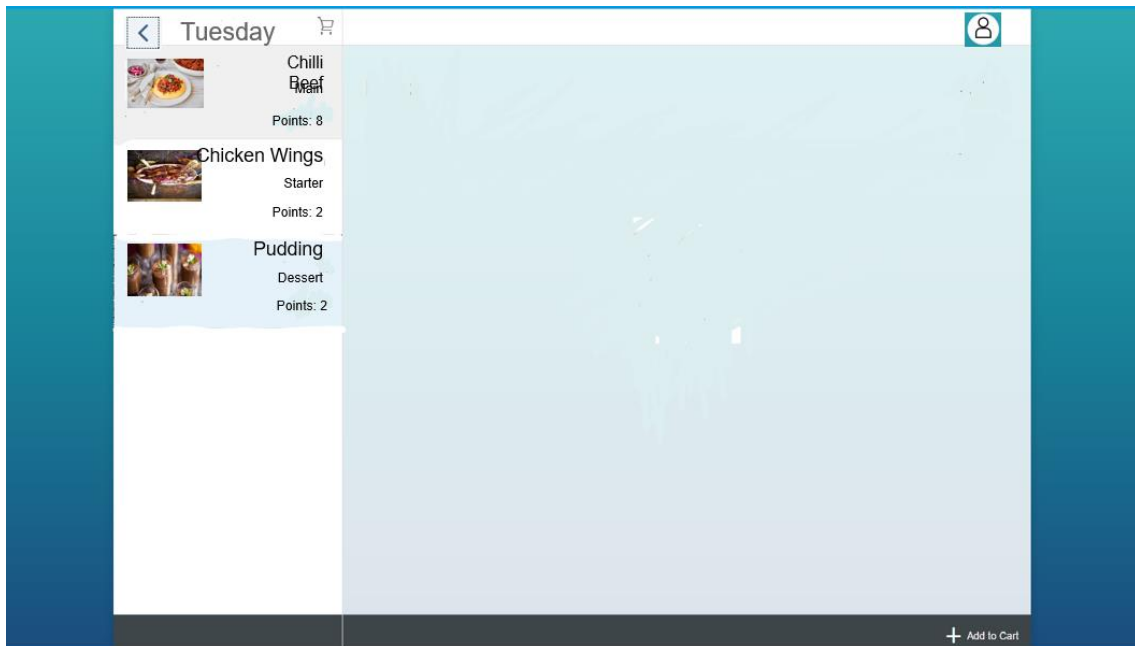 Tuesday
Chilli
Beef
Main
Points: 8
Chicken Wings
Starter
Points: 2
Pudding
Dessert
Points: 2
Add to Cart